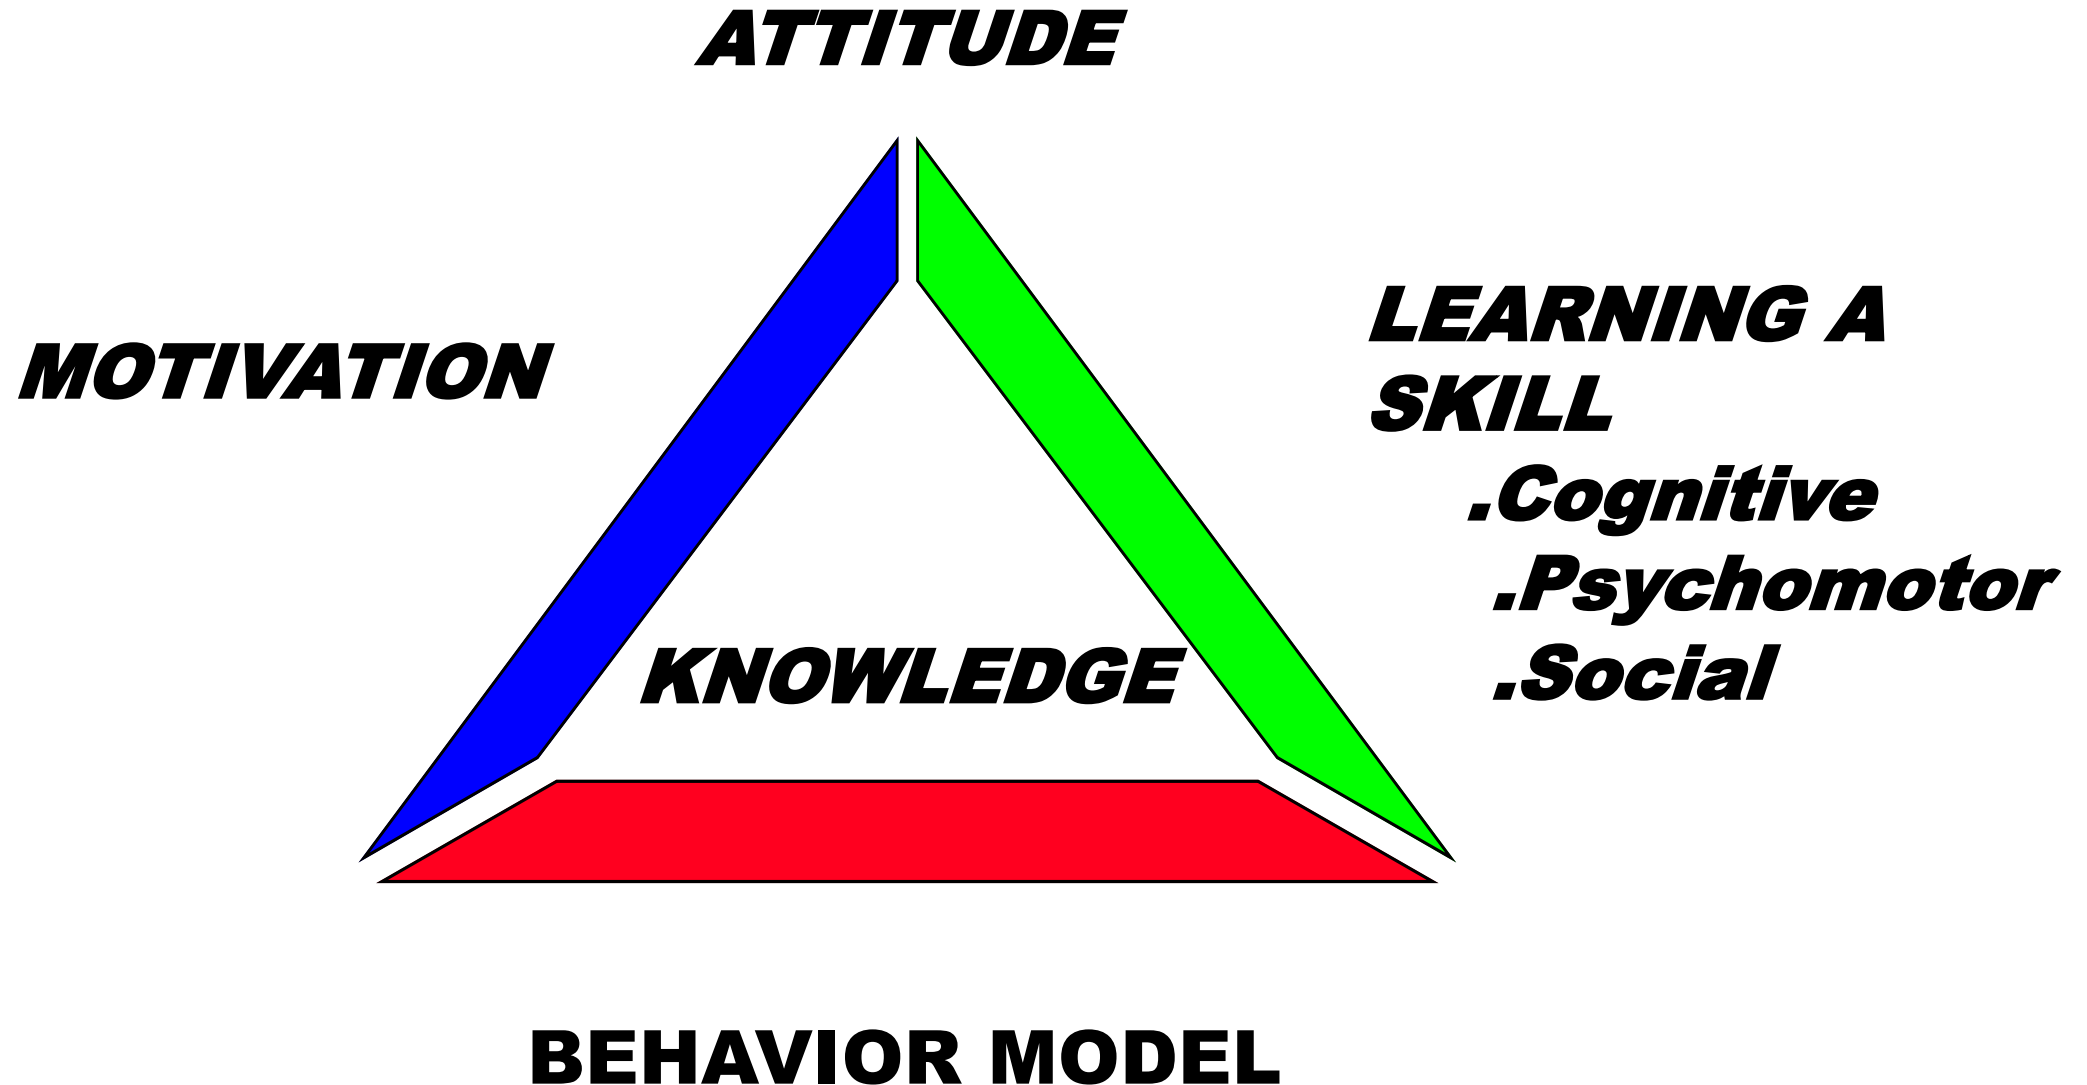 ATTITUDE
MOTIVATION
LEARNING A
SKILL
.Cognitive
.Psychomotor
.Social
KNOWLEDGE
BEHAVIOR MODEL